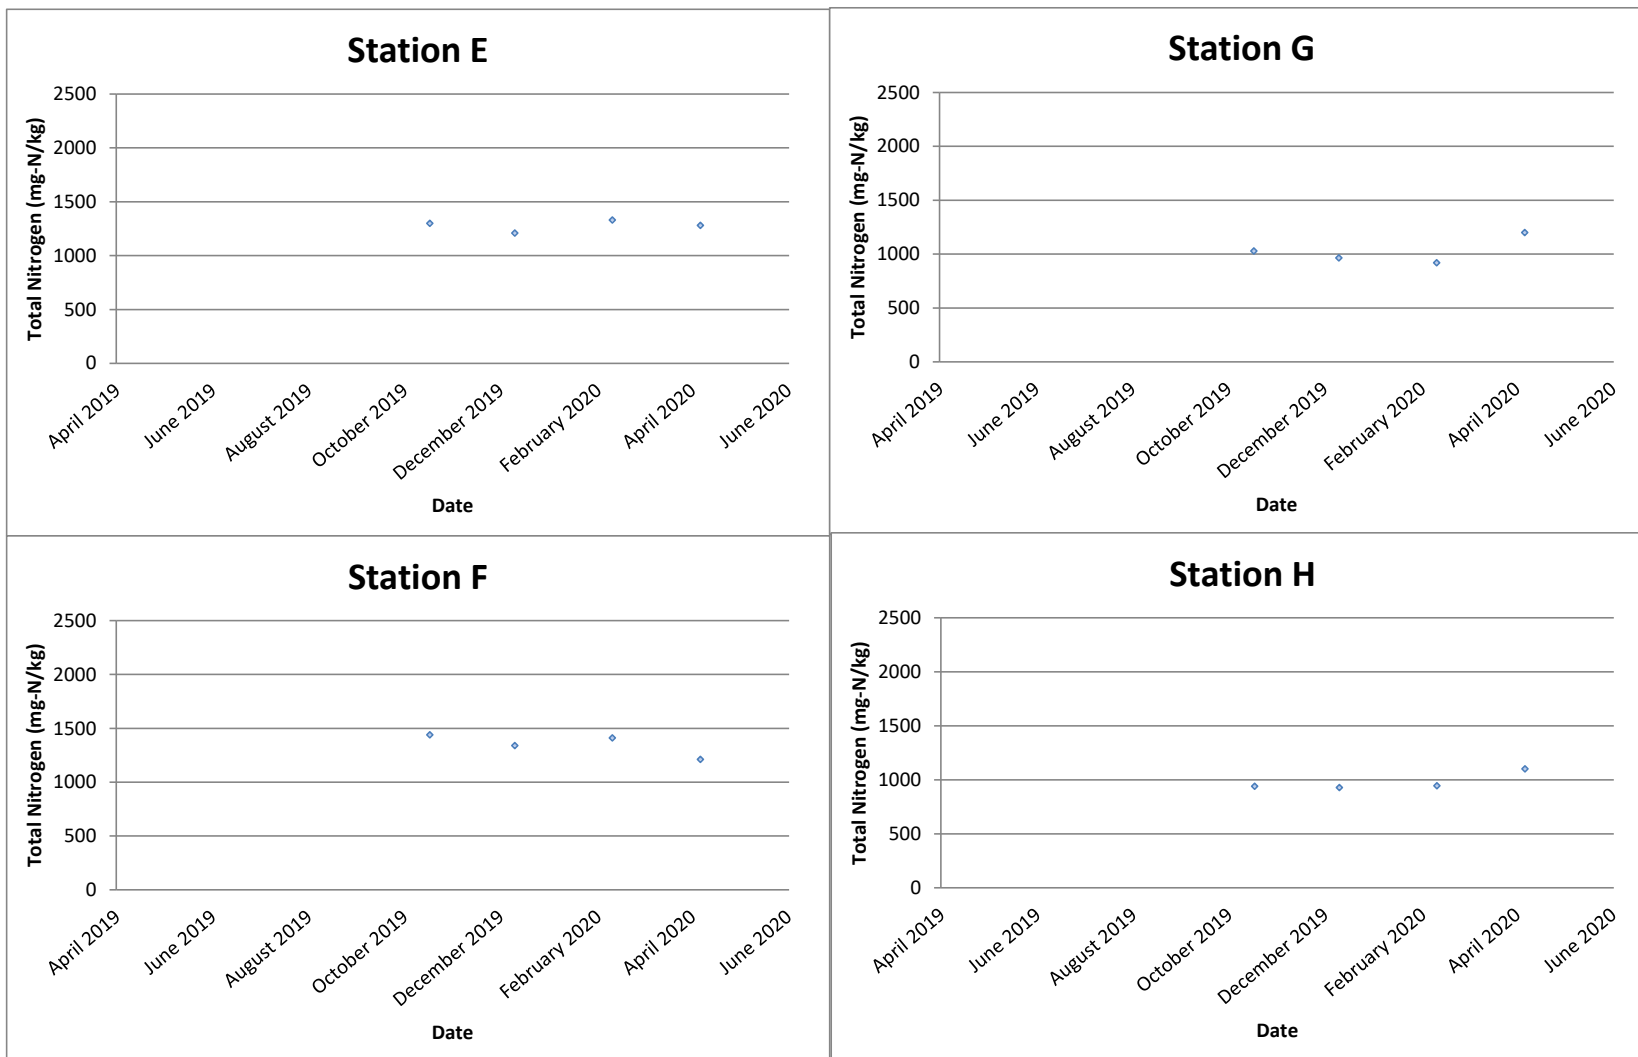 Station E
Total Nitrogen (mg-N/kg)
2500
2000
1500
1000
500
0
April 2019
June 2019
August 2019
October 2019
December 2019
February 2020
April 2020
June 2020
Date
Station G
Total Nitrogen (mg-N/kg)
2500
2000
1500
1000
500
0
April 2019
June 2019
August 2019
October 2019
December 2019
February 2020
April 2020
June 2020
Date
Station F
Total Nitrogen (mg-N/kg)
2500
2000
1500
1000
500
0
April 2019
June 2019
August 2019
October 2019
December 2019
February 2020
April 2020
June 2020
Date
Station H
Total Nitrogen (mg-N/kg)
2500
2000
1500
1000
500
0
April 2019
June 2019
August 2019
October 2019
December 2019
February 2020
April 2020
June 2020
Date